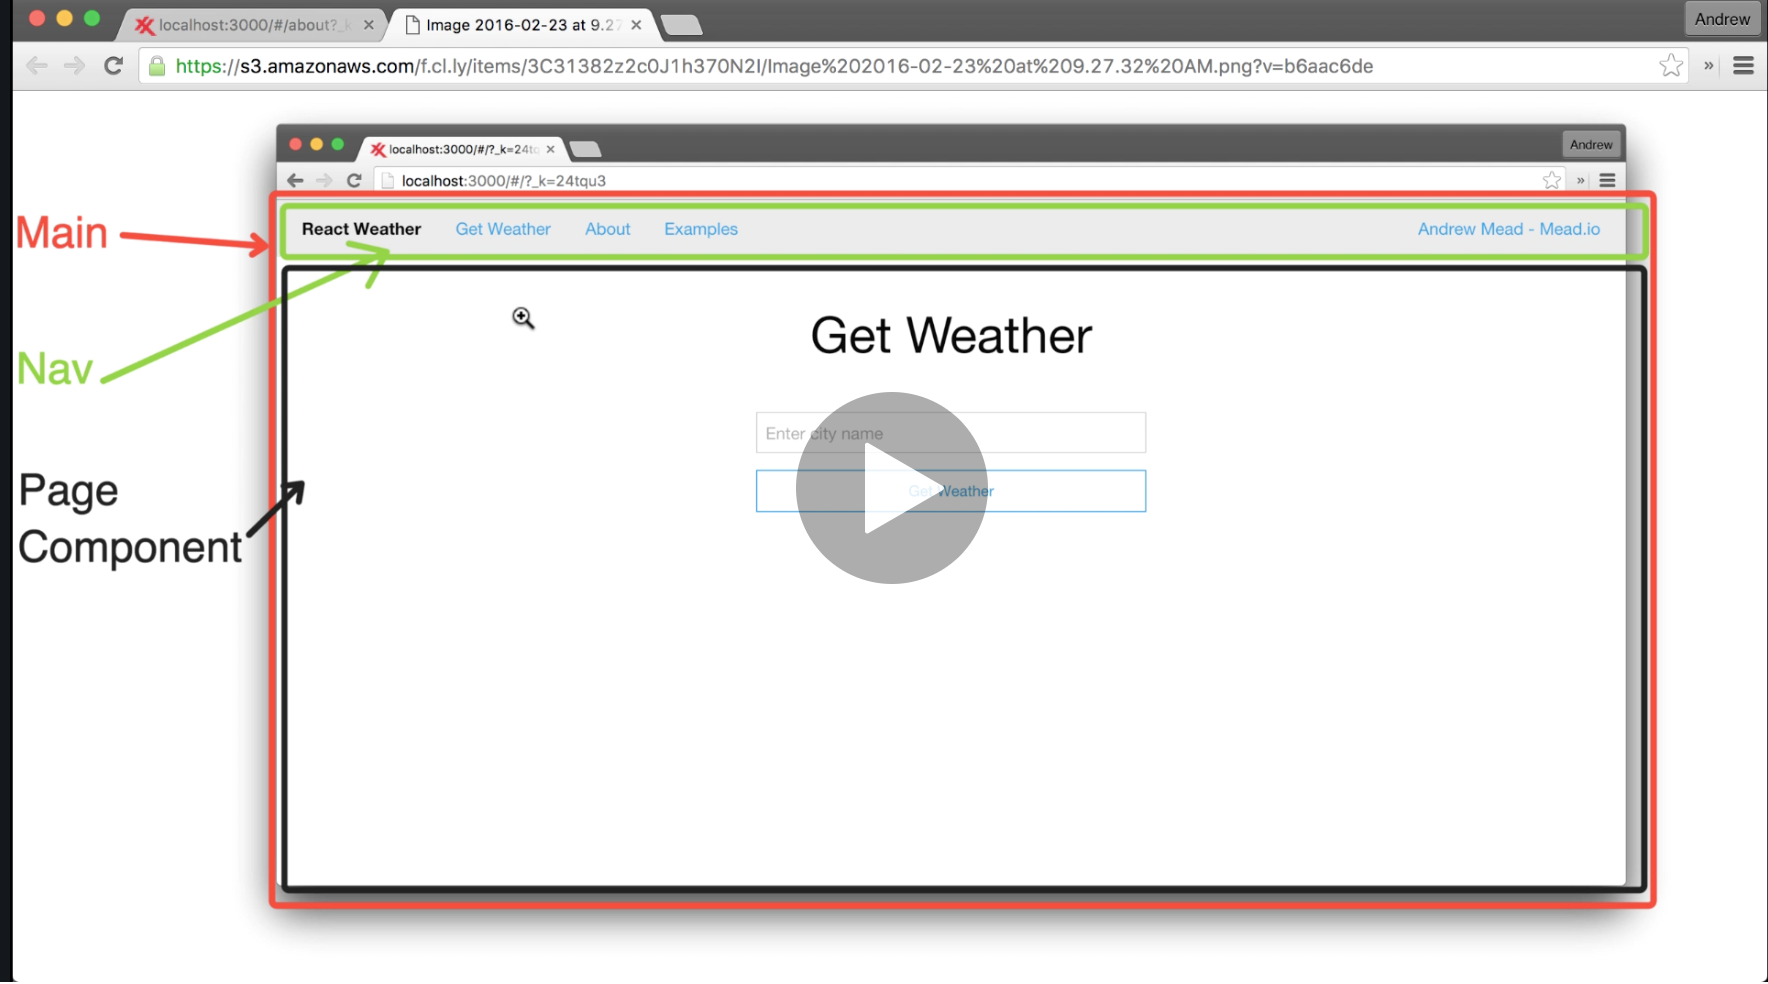 localhost:3000/#/about?_k
Image 2016-02-23 at 9.27
Andrew
https://s3.amazonaws.com/f.cl.ly/items/3C31382z2c0J1h370N2I/Image%202016-02-23%20at%209.27.32%20AM.png?v=b6aac6de
localhost:3000/#/?_k=24tq
Andrew
localhost:3000/#/?_k=24tqu3
Main
React Weather Get Weather About Examples Andrew Mead - Mead.io
Get Weather
Nav
Enter city name
Get Weather
Page
Component